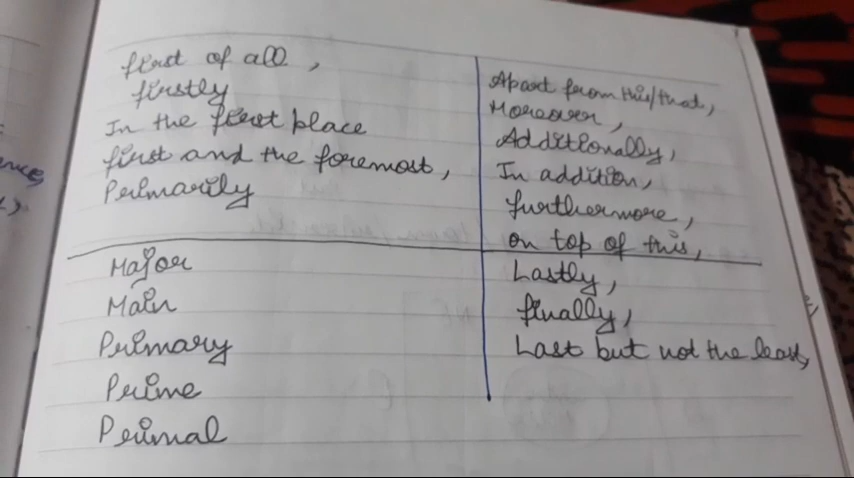 first of all,
firstly
In the first place
first and the foremost,
Primarily
Apart from this/that,
Moreover,
Additionally,
In addition,
furthermore,
on top of this,
Major
Main
Primary
Prime
Primal
Lastly,
finally,
Last but not the least,